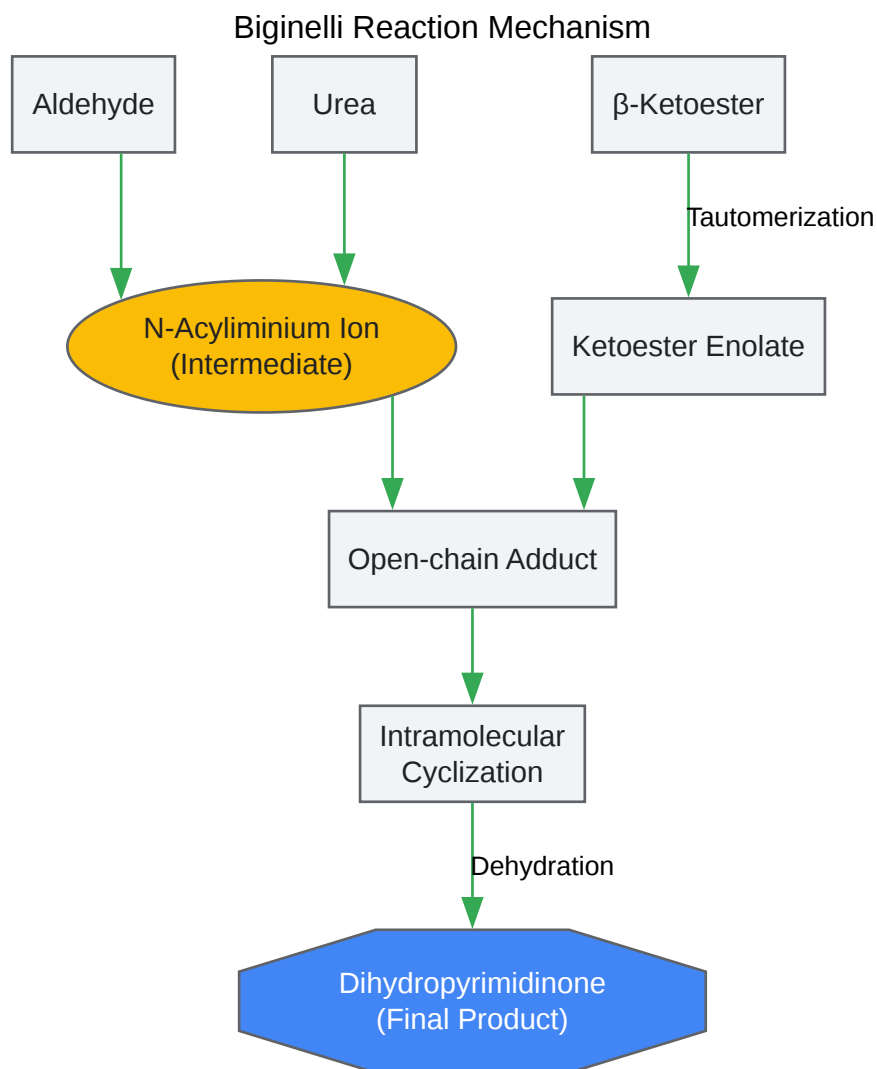 Biginelli Reaction Mechanism
Aldehyde
Urea
β-Ketoester
Tautomerization
N-Acyliminium Ion
(Intermediate)
Ketoester Enolate
Open-chain Adduct
Intramolecular
Cyclization
Dehydration
Dihydropyrimidinone
(Final Product)